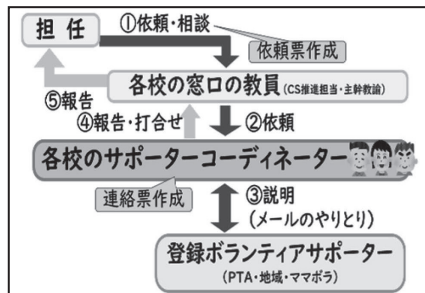 担任
①依頼・相談
依頼票作成
各校の窓口の教員(CS推進担当・主幹教諭)
⑤報告
④報告・打合せ
②依頼
各校のサポーターコーディネーター
連絡票作成
③説明
(メールのやりとり)
登録ボランティアサポーター
(PTA・地域・ママボラ)